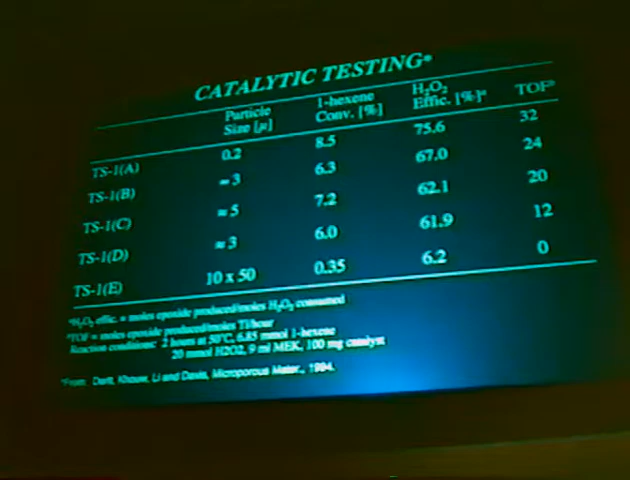 CATALYTIC TESTING*
Particle Size [μ] 1-hexene Conv. [%] H₂O₂ Effic. [%]ᵃ TOFᵇ
TS-1(A) 0.2 8.5 75.6 32
TS-1(B) ≈3 6.3 67.0 24
TS-1(C) ≈5 7.2 62.1 20
TS-1(D) ≈3 6.0 61.9 12
TS-1(E) 10 x 50 0.35 6.2 0
ᵃH₂O₂ effic. = moles epoxide produced/moles H₂O₂ consumed
ᵇTOF = moles epoxide produced/moles Ti/hour
Reaction conditions: 2 hours at 50°C, 6.85 mmol 1-hexene
20 mmol H2O2, 9 ml MEK, 100 mg catalyst
*From: Khouw, Li and Davis, Microporous Mater., 1994.